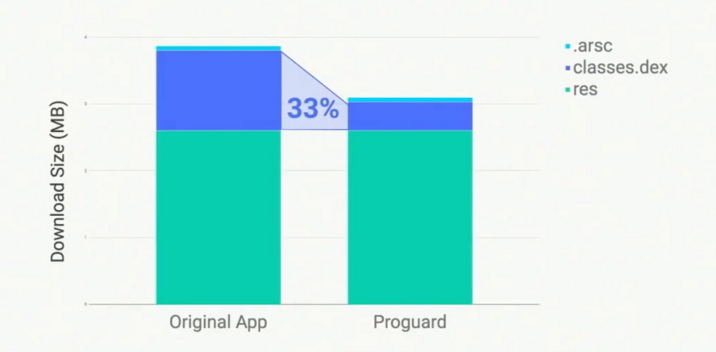 .arsc
classes.dex
res
33%
Download Size (MB)
Original App
Proguard